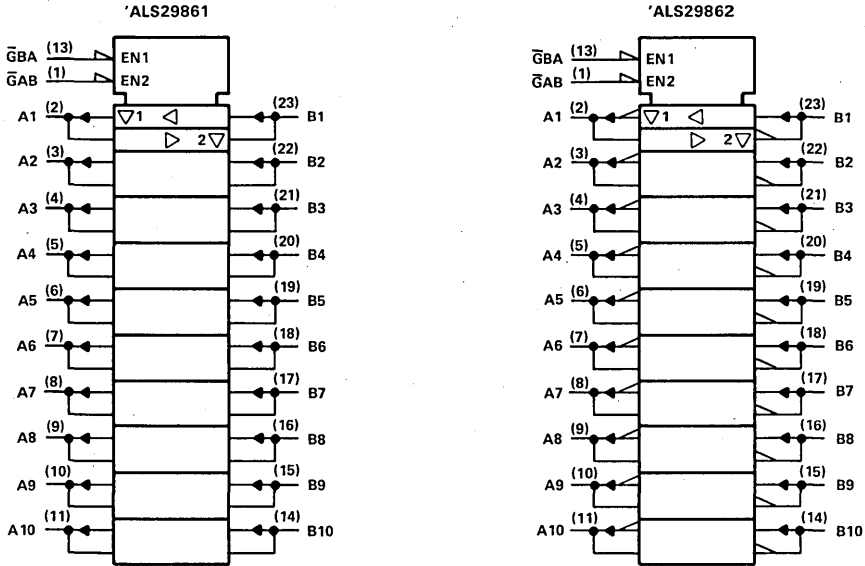 'ALS29861
G̅BA (13) EN1
G̅AB (1) EN2
A1 (2) ▽1 ◁ (23) B1
▷ 2▽
A2 (3) (22) B2
A3 (4) (21) B3
A4 (5) (20) B4
A5 (6) (19) B5
A6 (7) (18) B6
A7 (8) (17) B7
A8 (9) (16) B8
A9 (10) (15) B9
A10 (11) (14) B10
'ALS29862
G̅BA (13) EN1
G̅AB (1) EN2
A1 (2) ▽1 ◁ (23) B1
▷ 2▽
A2 (3) (22) B2
A3 (4) (21) B3
A4 (5) (20) B4
A5 (6) (19) B5
A6 (7) (18) B6
A7 (8) (17) B7
A8 (9) (16) B8
A9 (10) (15) B9
A10 (11) (14) B10